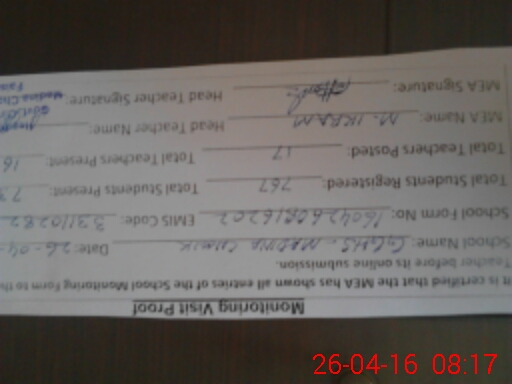 Monitoring Visit Proof
It is certified that the MEA has shown all entries of the School Monitoring Form to the
Teacher before its online submission.
School Name: GGHS - MADINA CHOWK Date: 26-04-
School Form No: EMIS Code: 33110282
Total Students Registered: 767 Total Students Present: 73
Total Teachers Posted: 17 Total Teachers Present: 16
MEA Name: M. IKRAM Head Teacher Name:
MEA Signature: Head Teacher Signature:
26-04-16 08:17